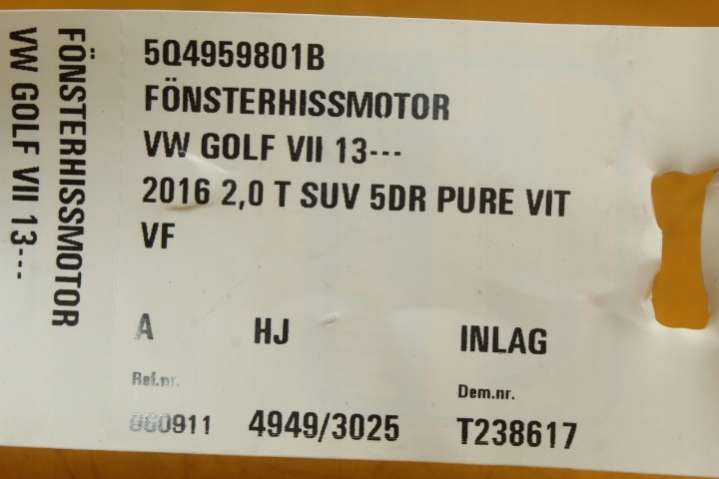 FÖNSTERHISSMOTOR
VW GOLF VII 13---
5Q4959801B
FÖNSTERHISSMOTOR
VW GOLF VII 13---
2016 2,0 T SUV 5DR PURE VIT
VF
A HJ INLAG
Ref.nr. Dem.nr.
960911 4949/3025 T238617